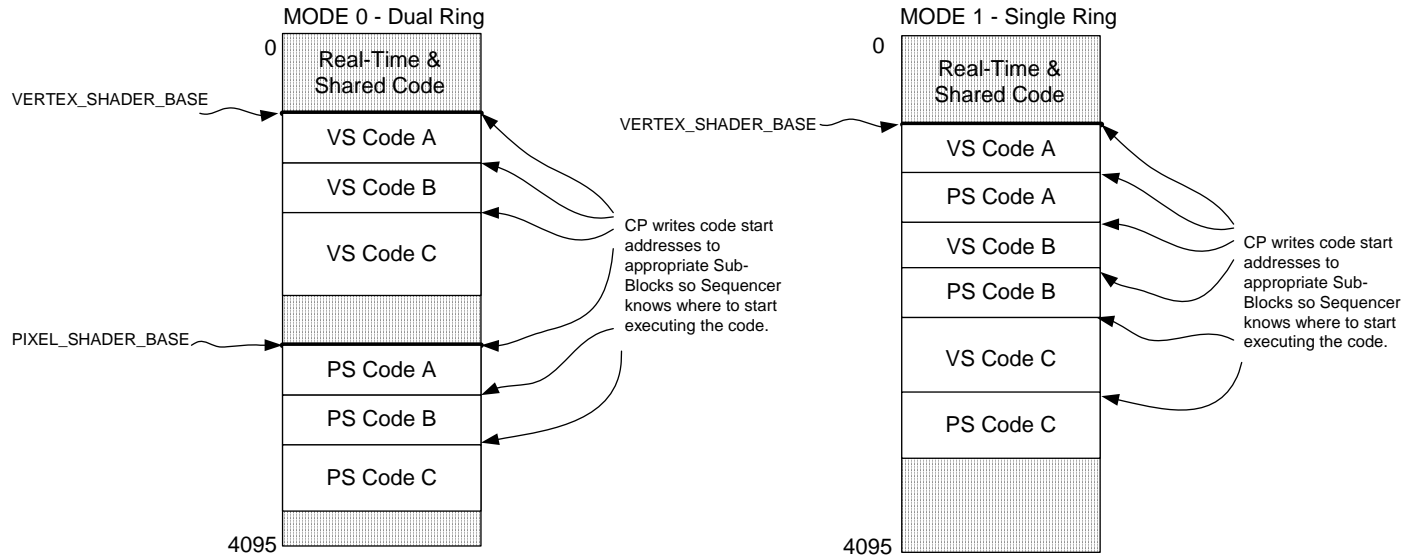 MODE 0 - Dual Ring
0
Real-Time &
Shared Code
VERTEX_SHADER_BASE
VS Code A
VS Code B
VS Code C
CP writes code start
addresses to
appropriate Sub-
Blocks so Sequencer
knows where to start
executing the code.
PIXEL_SHADER_BASE
PS Code A
PS Code B
PS Code C
4095
MODE 1 - Single Ring
0
Real-Time &
Shared Code
VERTEX_SHADER_BASE
VS Code A
PS Code A
VS Code B
PS Code B
VS Code C
PS Code C
CP writes code start
addresses to
appropriate Sub-
Blocks so Sequencer
knows where to start
executing the code.
4095